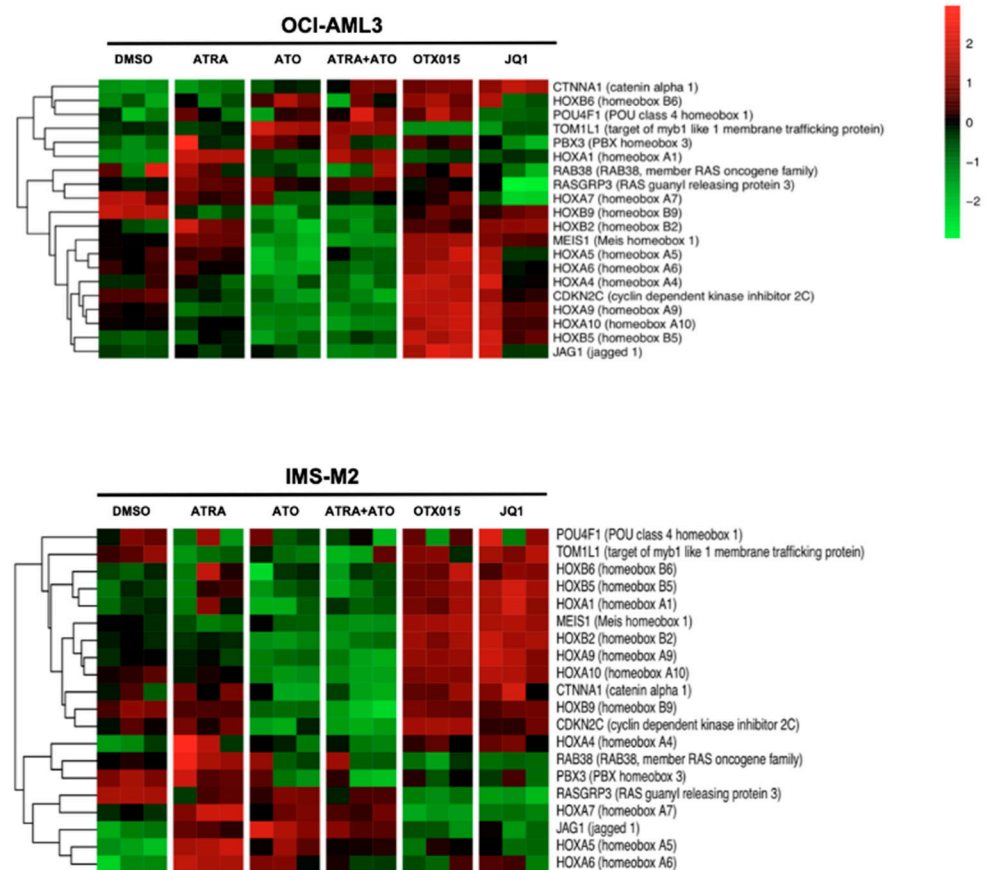 OCI-AML3
DMSO ATRA ATO ATRA+ATO OTX015 JQ1
CTNNA1 (catenin alpha 1)
HOXB6 (homeobox B6)
POU4F1 (POU class 4 homeobox 1)
TOM1L1 (target of myb1 like 1 membrane trafficking protein)
PBX3 (PBX homeobox 3)
HOXA1 (homeobox A1)
RAB38 (RAB38, member RAS oncogene family)
RASGRP3 (RAS guanyl releasing protein 3)
HOXA7 (homeobox A7)
HOXB9 (homeobox B9)
HOXB2 (homeobox B2)
MEIS1 (Meis homeobox 1)
HOXA5 (homeobox A5)
HOXA6 (homeobox A6)
HOXA4 (homeobox A4)
CDKN2C (cyclin dependent kinase inhibitor 2C)
HOXA9 (homeobox A9)
HOXA10 (homeobox A10)
HOXB5 (homeobox B5)
JAG1 (jagged 1)
2
1
0
−1
−2
IMS-M2
DMSO ATRA ATO ATRA+ATO OTX015 JQ1
POU4F1 (POU class 4 homeobox 1)
TOM1L1 (target of myb1 like 1 membrane trafficking protein)
HOXB6 (homeobox B6)
HOXB5 (homeobox B5)
HOXA1 (homeobox A1)
MEIS1 (Meis homeobox 1)
HOXB2 (homeobox B2)
HOXA9 (homeobox A9)
HOXA10 (homeobox A10)
CTNNA1 (catenin alpha 1)
HOXB9 (homeobox B9)
CDKN2C (cyclin dependent kinase inhibitor 2C)
HOXA4 (homeobox A4)
RAB38 (RAB38, member RAS oncogene family)
PBX3 (PBX homeobox 3)
RASGRP3 (RAS guanyl releasing protein 3)
HOXA7 (homeobox A7)
JAG1 (jagged 1)
HOXA5 (homeobox A5)
HOXA6 (homeobox A6)